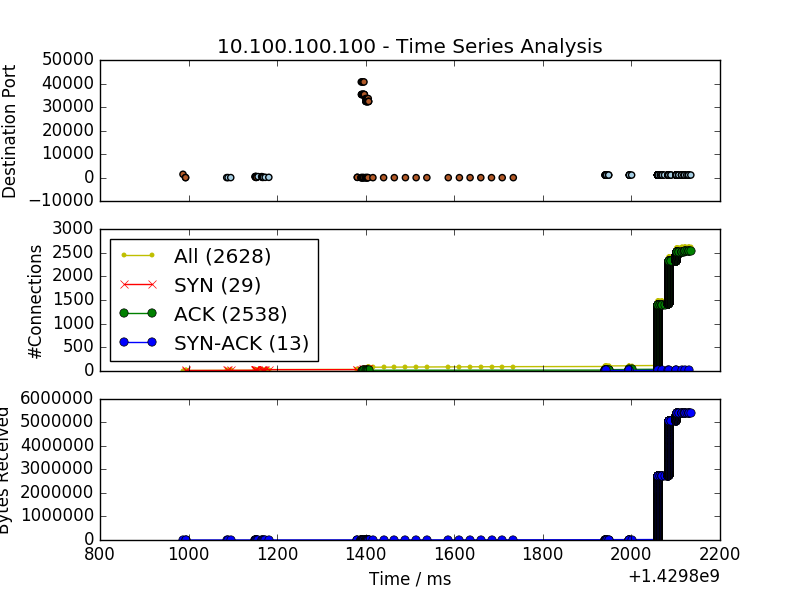 10.100.100.100 - Time Series Analysis
50000
40000
30000
20000
10000
0
−10000
Destination Port
3000
2500
2000
1500
1000
500
0
#Connections
All (2628)
SYN (29)
ACK (2538)
SYN-ACK (13)
6000000
5000000
4000000
3000000
2000000
1000000
0
Bytes Received
800
1000
1200
1400
1600
1800
2000
2200
Time / ms
+1.4298e9